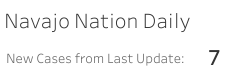 Navajo Nation Daily
New Cases from Last Update: 7